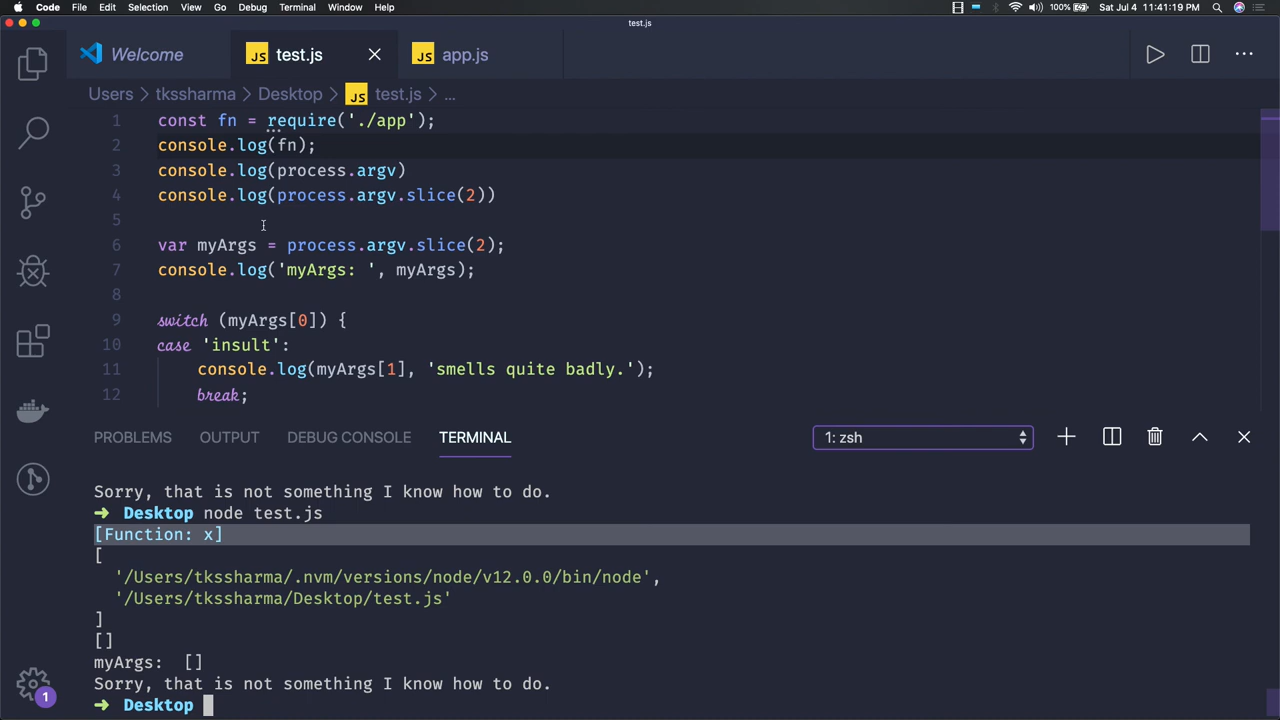 Code File Edit Selection View Go Debug Terminal Window Help 100% Sat Jul 4 11:41:19 PM
test.js
Welcome JS test.js JS app.js
Users > tkssharma > Desktop > JS test.js > ...
1 const fn = require('./app');
2 console.log(fn);
3 console.log(process.argv)
4 console.log(process.argv.slice(2))
5
6 var myArgs = process.argv.slice(2);
7 console.log('myArgs: ', myArgs);
8
9 switch (myArgs[0]) {
10 case 'insult':
11 console.log(myArgs[1], 'smells quite badly.');
12 break;
PROBLEMS OUTPUT DEBUG CONSOLE TERMINAL 1: zsh
Sorry, that is not something I know how to do.
➜ Desktop node test.js
[Function: x]
[
'/Users/tkssharma/.nvm/versions/node/v12.0.0/bin/node',
'/Users/tkssharma/Desktop/test.js'
]
[]
myArgs: []
Sorry, that is not something I know how to do.
➜ Desktop
1